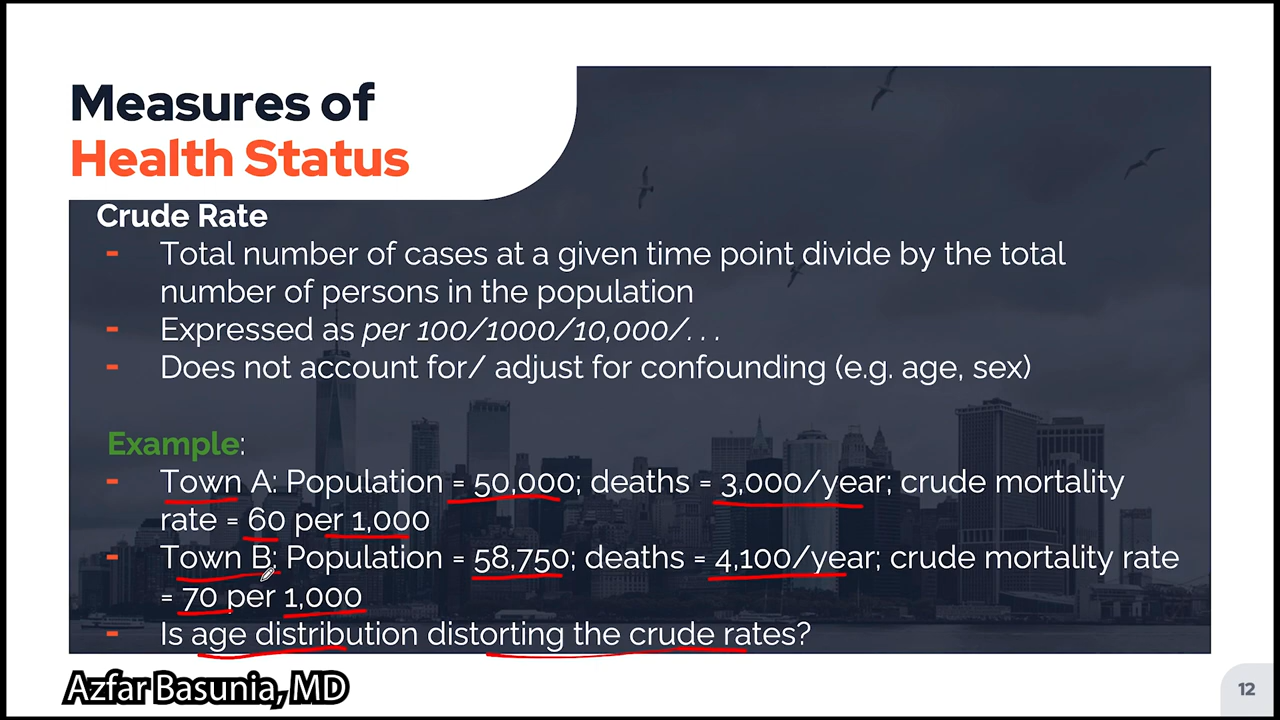 Measures of
Health Status
Crude Rate
- Total number of cases at a given time point divide by the total
number of persons in the population
- Expressed as per 100/1000/10,000/. . .
- Does not account for/ adjust for confounding (e.g. age, sex)
Example:
- Town A: Population = 50,000; deaths = 3,000/year; crude mortality
rate = 60 per 1,000
- Town B: Population = 58,750; deaths = 4,100/year; crude mortality rate
= 70 per 1,000
- Is age distribution distorting the crude rates?
Azfar Basunia, MD
12